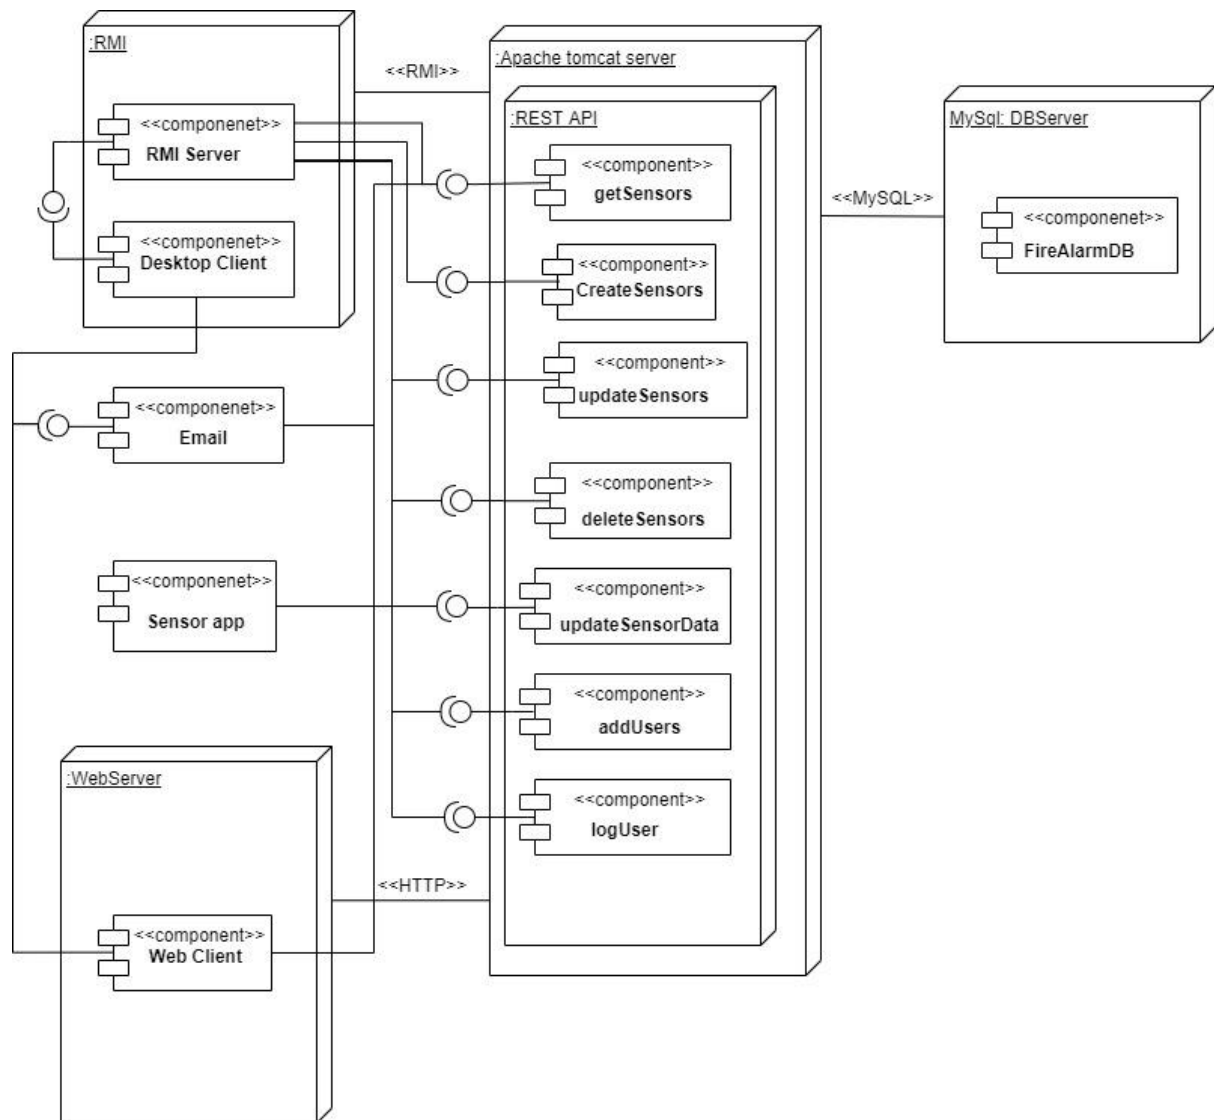 :RMI
<<componenet>>
RMI Server
<<componenet>>
Desktop Client
<<RMI>>
:Apache tomcat server
:REST API
<<component>>
getSensors
<<component>>
CreateSensors
<<component>>
updateSensors
<<component>>
deleteSensors
<<component>>
updateSensorData
<<component>>
addUsers
<<component>>
logUser
<<MySQL>>
MySql: DBServer
<<componenet>>
FireAlarmDB
<<componenet>>
Email
<<componenet>>
Sensor app
:WebServer
<<component>>
Web Client
<<HTTP>>